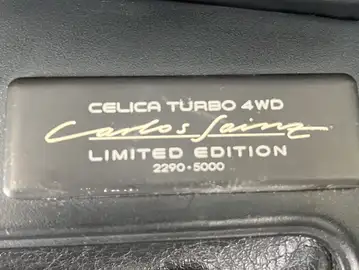 CELICA TURBO 4WD
Carlos Sainz
LIMITED EDITION
2290•5000